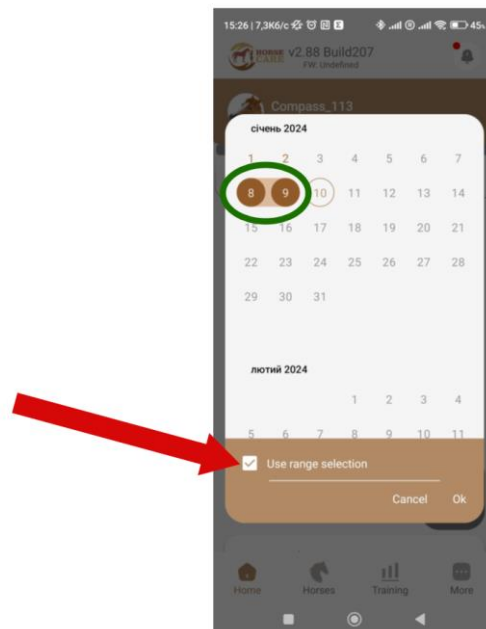 15:26 | 7,3Кб/с 45
HORSE CARE v2.88 Build207
FW: Undefined
Compass_113
січень 2024
1 2 3 4 5 6 7
8 9 10 11 12 13 14
15 16 17 18 19 20 21
22 23 24 25 26 27 28
29 30 31
лютий 2024
1 2 3 4
5 6 7 8 9 10 11
Use range selection
Cancel Ok
Home Horses Training More